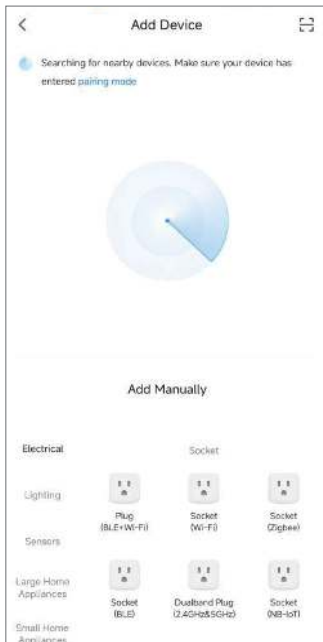 Add Device
Searching for nearby devices. Make sure your device has
entered pairing mode
Add Manually
Electrical
Socket
Lighting
Plug
(BLE+Wi-Fi)
Socket
(Wi-Fi)
Socket
(Zigbee)
Sensors
Large Home
Appliances
Socket
(BLE)
Dualband Plug
(2.4GHz&5GHz)
Socket
(NB-IoT)
Small Home
Appliances